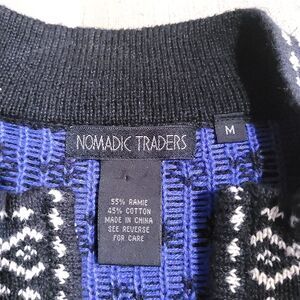 NOMADIC TRADERS
M
55% RAMIE
45% COTTON
MADE IN CHINA
SEE REVERSE
FOR CARE